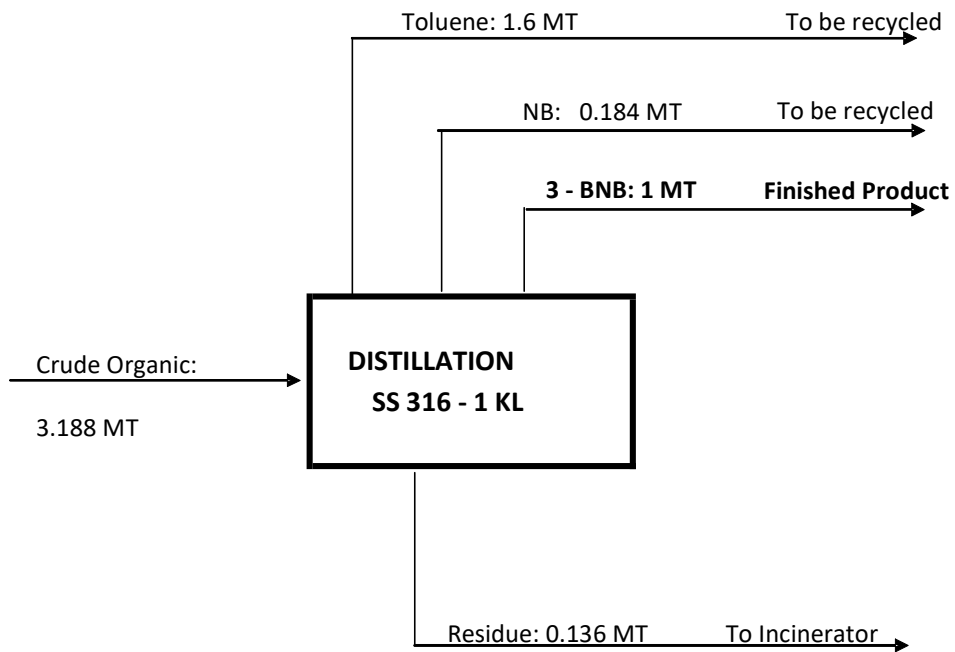 Toluene: 1.6 MT To be recycled
NB: 0.184 MT To be recycled
3 - BNB: 1 MT Finished Product
DISTILLATION
SS 316 - 1 KL
Crude Organic:
3.188 MT
Residue: 0.136 MT To Incinerator